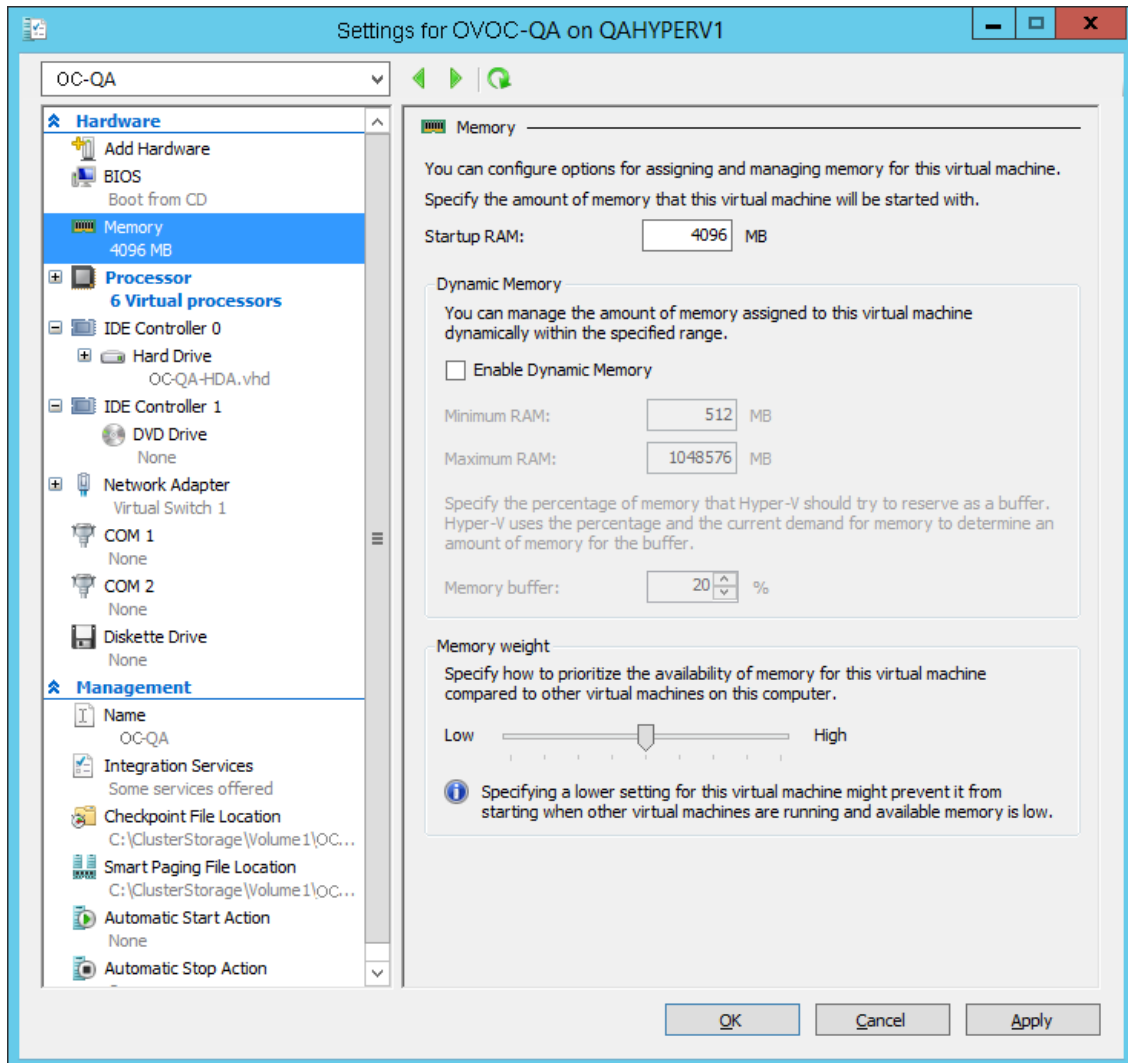 Settings for OVOC-QA on QAHYPERV1
OC-QA
Hardware
Add Hardware
BIOS
Boot from CD
Memory
4096 MB
Processor
6 Virtual processors
IDE Controller 0
Hard Drive
OC-QA-HDA.vhd
IDE Controller 1
DVD Drive
None
Network Adapter
Virtual Switch 1
COM 1
None
COM 2
None
Diskette Drive
None
Management
Name
OC-QA
Integration Services
Some services offered
Checkpoint File Location
C:\ClusterStorage\Volume1\OC...
Smart Paging File Location
C:\ClusterStorage\Volume1\OC...
Automatic Start Action
None
Automatic Stop Action
Memory
You can configure options for assigning and managing memory for this virtual machine.
Specify the amount of memory that this virtual machine will be started with.
Startup RAM: 4096 MB
Dynamic Memory
You can manage the amount of memory assigned to this virtual machine
dynamically within the specified range.
Enable Dynamic Memory
Minimum RAM: 512 MB
Maximum RAM: 1048576 MB
Specify the percentage of memory that Hyper-V should try to reserve as a buffer.
Hyper-V uses the percentage and the current demand for memory to determine an
amount of memory for the buffer.
Memory buffer: 20 %
Memory weight
Specify how to prioritize the availability of memory for this virtual machine
compared to other virtual machines on this computer.
Low High
Specifying a lower setting for this virtual machine might prevent it from
starting when other virtual machines are running and available memory is low.
OK Cancel Apply